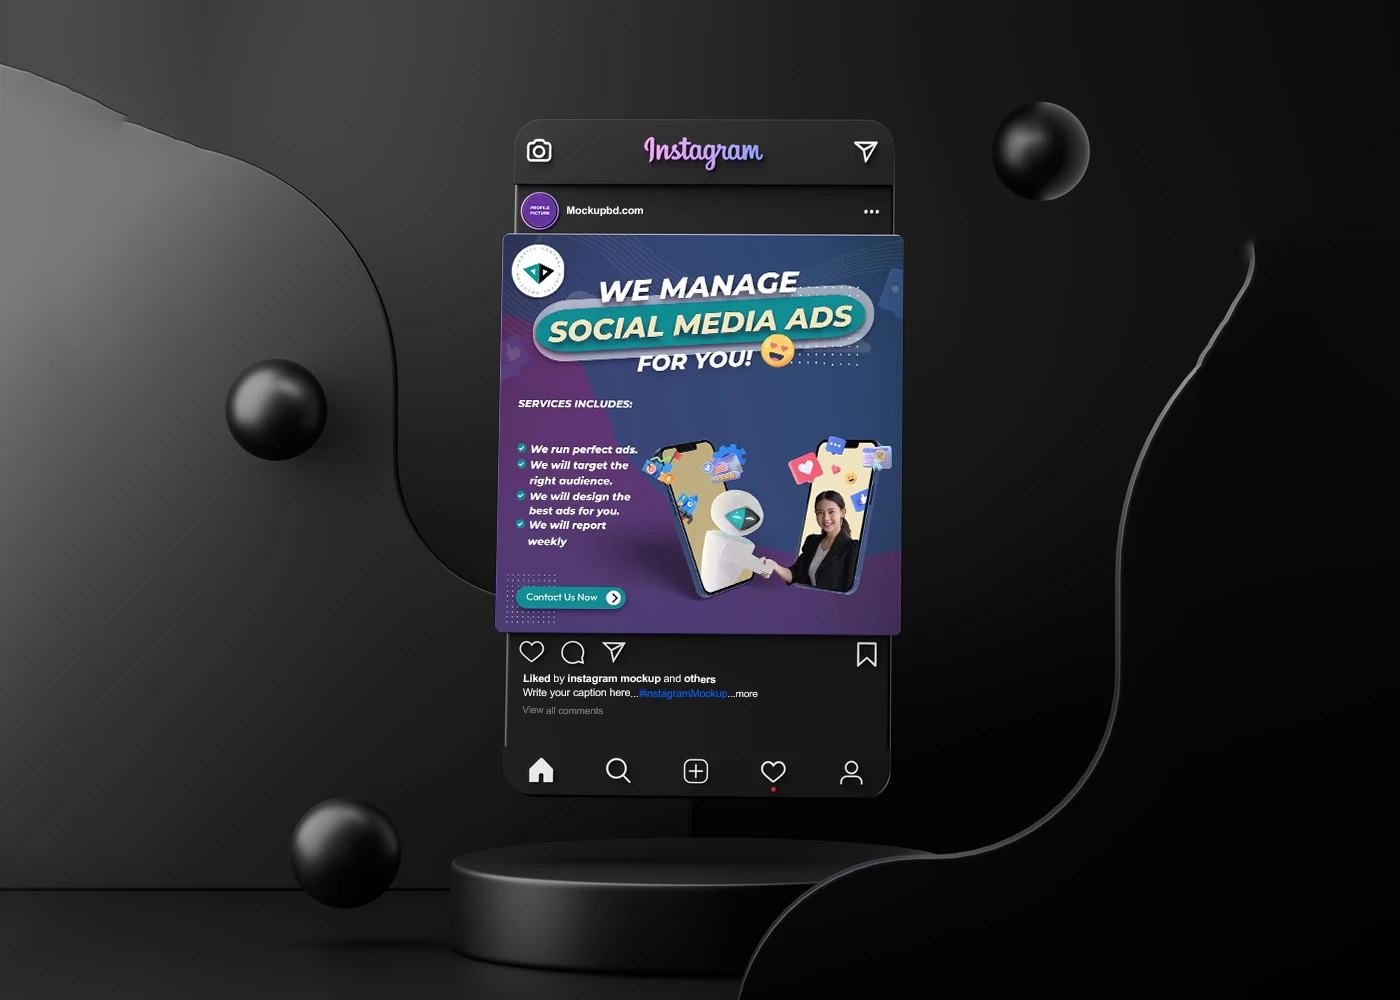 Instagram
PROFILE
PICTURE
Mockupbd.com
WE MANAGE
SOCIAL MEDIA ADS
FOR YOU!
SERVICES INCLUDES:
We run perfect ads.
We will target the
right audience.
We will design the
best ads for you.
We will report
weekly
Contact Us Now
Liked by instagram mockup and others
Write your caption here...#instagramMockup...more
View all comments